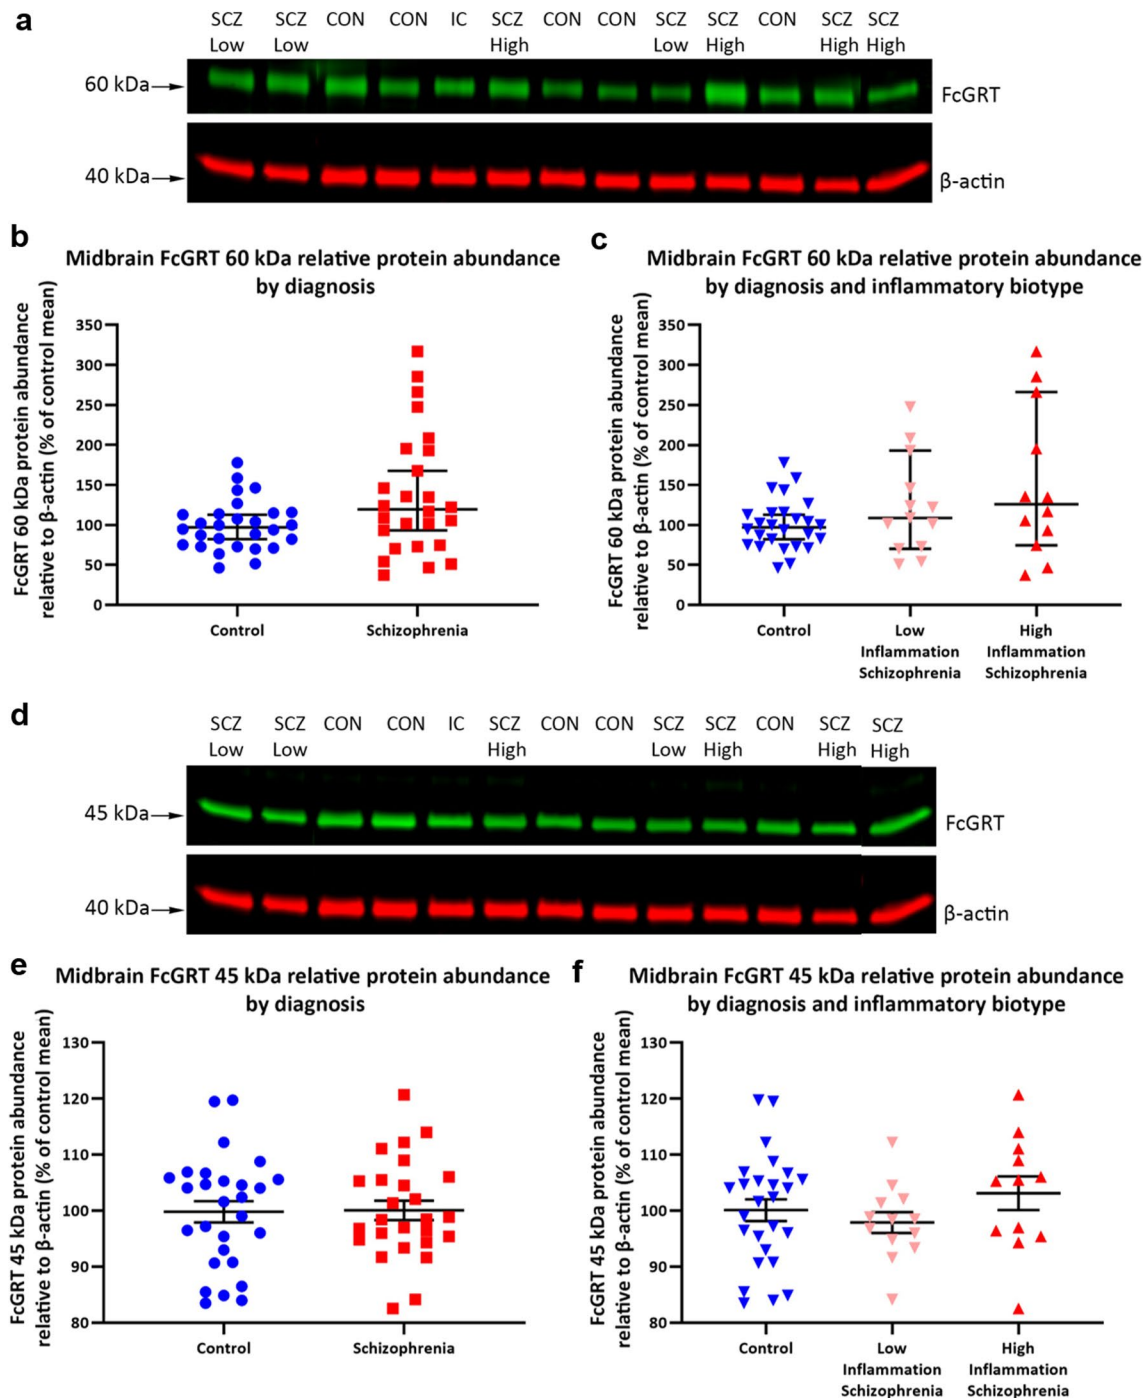 a
SCZ Low SCZ Low CON CON IC SCZ High CON CON SCZ Low SCZ High CON SCZ High SCZ High
60 kDa
FcGRT
40 kDa
β-actin
b
Midbrain FcGRT 60 kDa relative protein abundance
by diagnosis
FcGRT 60 kDa protein abundance
relative to β-actin (% of control mean)
350
300
250
200
150
100
50
0
Control Schizophrenia
c
Midbrain FcGRT 60 kDa relative protein abundance
by diagnosis and inflammatory biotype
FcGRT 60 kDa protein abundance
relative to β-actin (% of control mean)
350
300
250
200
150
100
50
0
Control Low High
Inflammation Inflammation
Schizophrenia Schizophrenia
d
SCZ Low SCZ Low CON CON IC SCZ High CON CON SCZ Low SCZ High CON SCZ High SCZ High
45 kDa
FcGRT
40 kDa
β-actin
e
Midbrain FcGRT 45 kDa relative protein abundance
by diagnosis
FcGRT 45 kDa protein abundance
relative to β-actin (% of control mean)
130
120
110
100
90
80
Control Schizophrenia
f
Midbrain FcGRT 45 kDa relative protein abundance
by diagnosis and inflammatory biotype
FcGRT 45 kDa protein abundance
relative to β-actin (% of control mean)
130
120
110
100
90
80
Control Low High
Inflammation Inflammation
Schizophrenia Schizophrenia